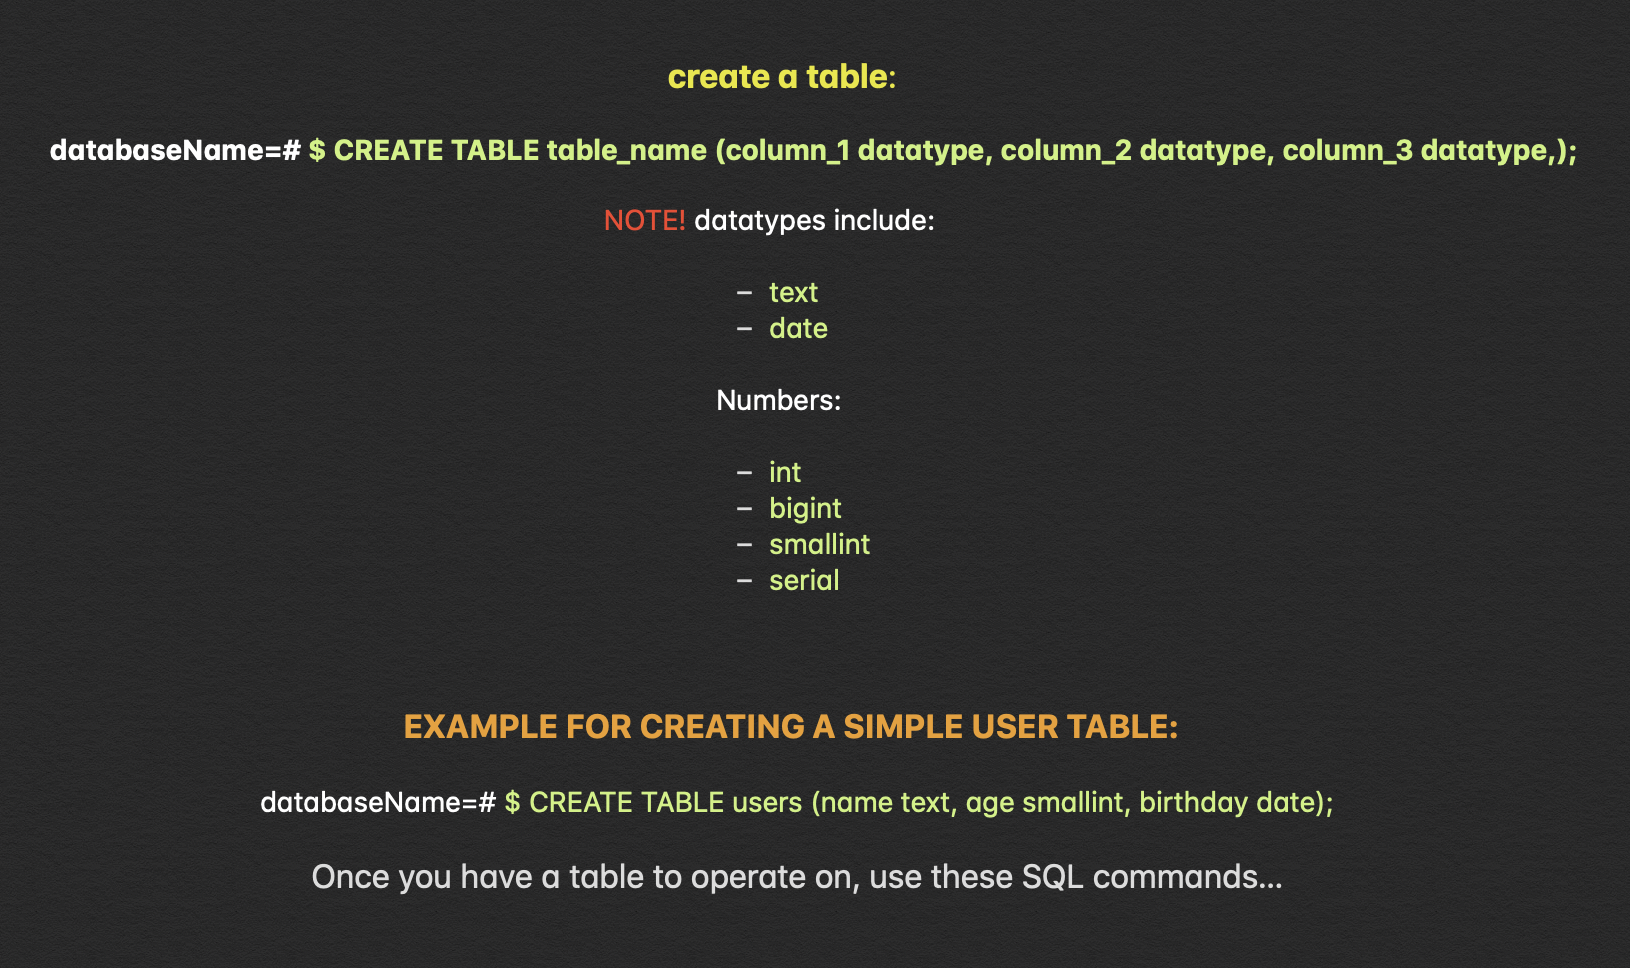 create a table:
databaseName=# $ CREATE TABLE table_name (column_1 datatype, column_2 datatype, column_3 datatype,);
NOTE! datatypes include:
– text
– date
Numbers:
– int
– bigint
– smallint
– serial
EXAMPLE FOR CREATING A SIMPLE USER TABLE:
databaseName=# $ CREATE TABLE users (name text, age smallint, birthday date);
Once you have a table to operate on, use these SQL commands...